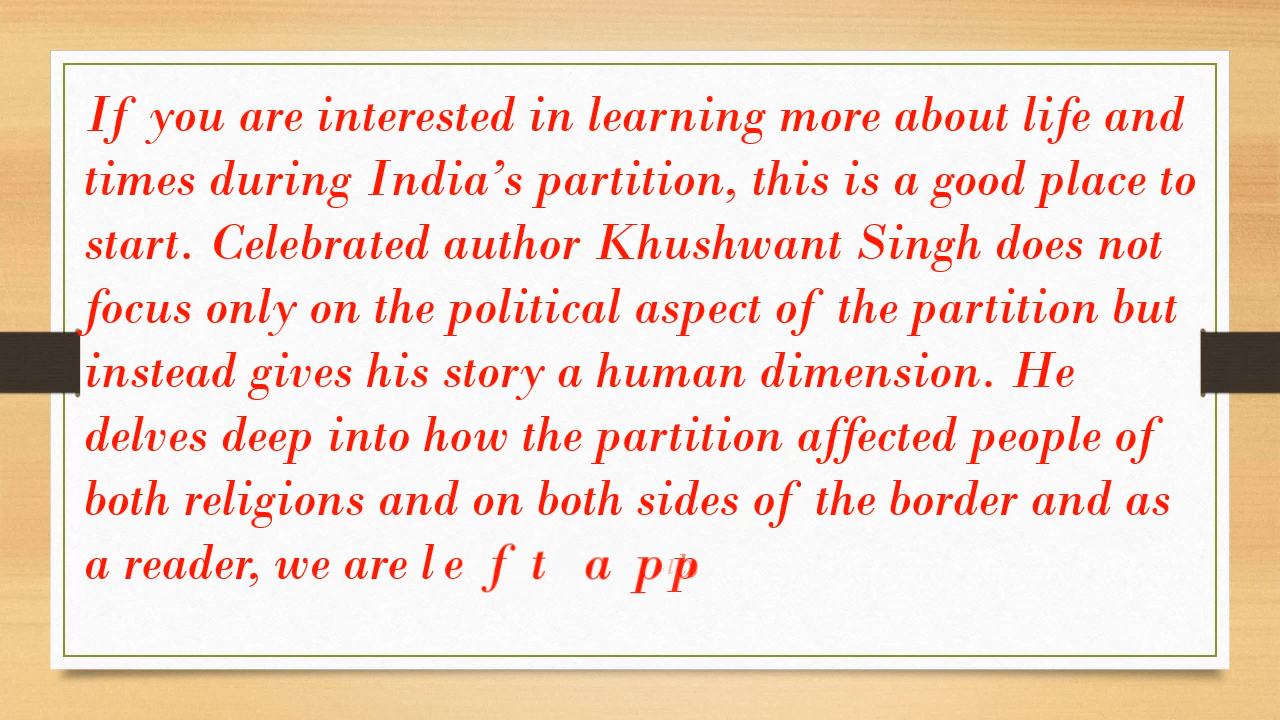 If you are interested in learning more about life and
times during India’s partition, this is a good place to
start. Celebrated author Khushwant Singh does not
focus only on the political aspect of the partition but
instead gives his story a human dimension. He
delves deep into how the partition affected people of
both religions and on both sides of the border and as
a reader, we are left